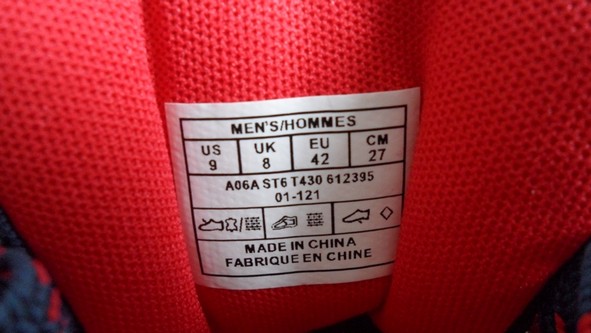 MEN'S/HOMMES
US UK EU CM
9 8 42 27
A06A ST6 T430 612395
01-121
MADE IN CHINA
FABRIQUE EN CHINE